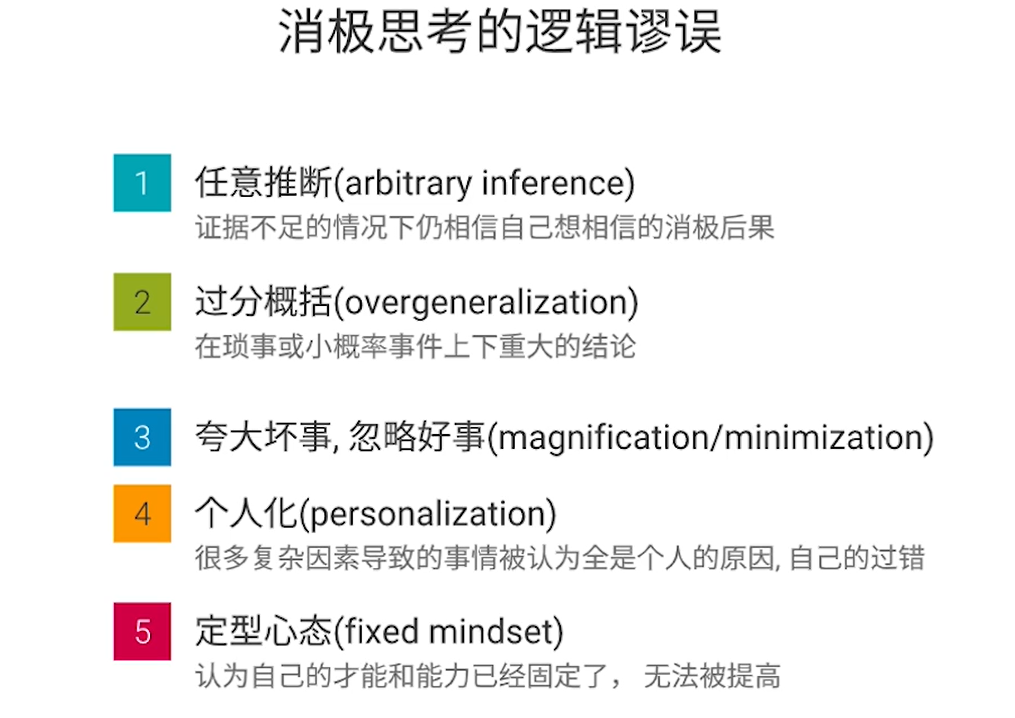 消极思考的逻辑谬误
1 任意推断(arbitrary inference)
证据不足的情况下仍相信自己想相信的消极后果
2 过分概括(overgeneralization)
在琐事或小概率事件上下重大的结论
3 夸大坏事, 忽略好事(magnification/minimization)
4 个人化(personalization)
很多复杂因素导致的事情被认为全是个人的原因, 自己的过错
5 定型心态(fixed mindset)
认为自己的才能和能力已经固定了， 无法被提高